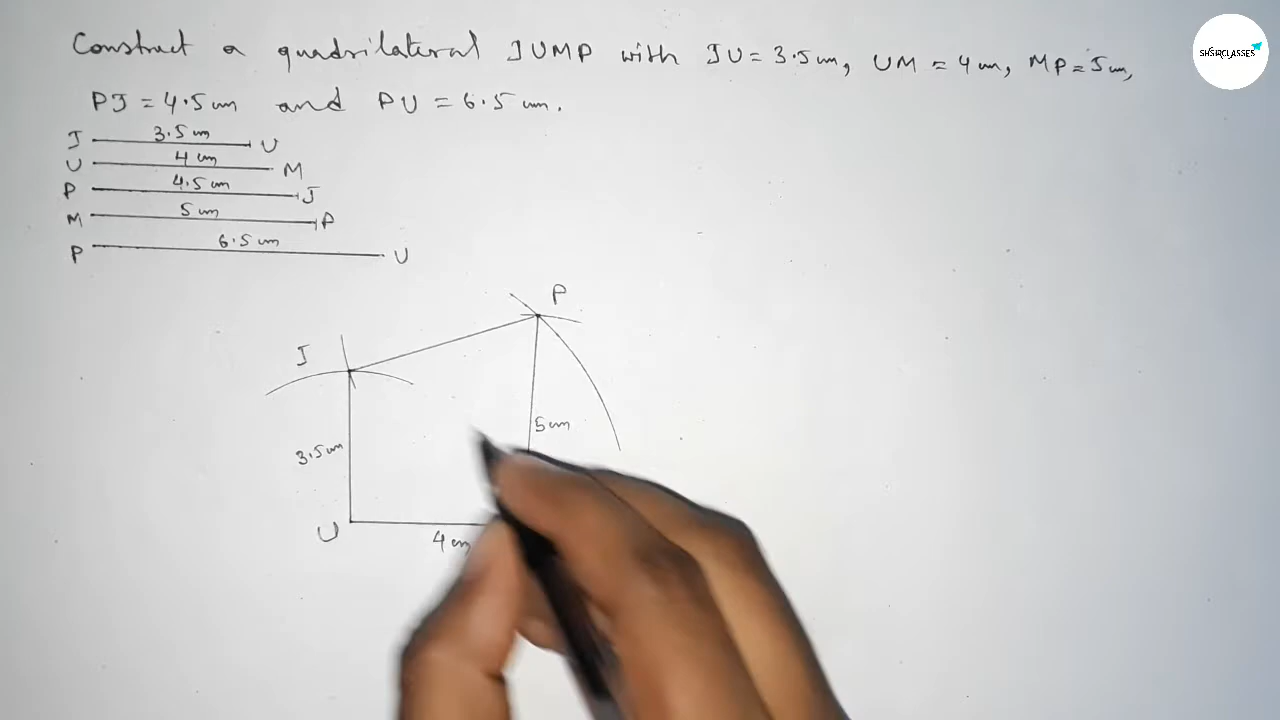 Construct a quadrilateral JUMP with JU = 3.5 cm, UM = 4 cm, MP = 5 cm,
PJ = 4.5 cm and PU = 6.5 cm.
SHSIRCLASSES
J 3.5 cm U
U 4 cm M
P 4.5 cm J
M 5 cm P
P 6.5 cm U
P
J
5 cm
3.5 cm
U
4 cm